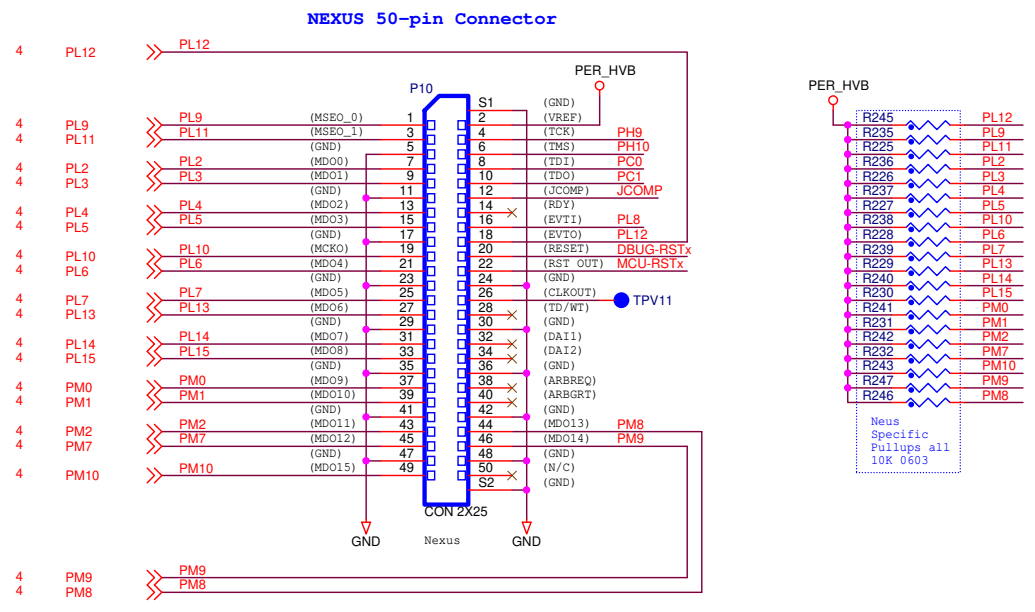 NEXUS 50-pin Connector
4 PL12 PL12
PER_HVB
PER_HVB
P10
S1 (GND)
4 PL9 PL9 (MSEO_0) 1 2 (VREF) R245 PL12
4 PL11 PL11 (MSEO_1) 3 4 (TCK) PH9 R235 PL9
(GND) 5 6 (TMS) PH10 R225 PL11
4 PL2 PL2 (MDO0) 7 8 (TDI) PC0 R236 PL2
4 PL3 PL3 (MDO1) 9 10 (TDO) PC1 R226 PL3
(GND) 11 12 (JCOMP) JCOMP R237 PL4
4 PL4 PL4 (MDO2) 13 14 (RDY) R227 PL5
4 PL5 PL5 (MDO3) 15 16 (EVTI) PL8 R238 PL10
(GND) 17 18 (EVTO) PL12 R228 PL6
4 PL10 PL10 (MCKO) 19 20 (RESET) DBUG-RSTx R239 PL7
4 PL6 PL6 (MDO4) 21 22 (RST OUT) MCU-RSTx R229 PL13
(GND) 23 24 (GND) R240 PL14
4 PL7 PL7 (MDO5) 25 26 (CLKOUT) TPV11 R230 PL15
4 PL13 PL13 (MDO6) 27 28 (TD/WT) R241 PM0
(GND) 29 30 (GND) R231 PM1
4 PL14 PL14 (MDO7) 31 32 (DAI1) R242 PM2
4 PL15 PL15 (MDO8) 33 34 (DAI2) R232 PM7
(GND) 35 36 (GND) R243 PM10
4 PM0 PM0 (MDO9) 37 38 (ARBREQ) R247 PM9
4 PM1 PM1 (MDO10) 39 40 (ARBGRT) R246 PM8
(GND) 41 42 (GND)
4 PM2 PM2 (MDO11) 43 44 (MDO13) PM8
4 PM7 PM7 (MDO12) 45 46 (MDO14) PM9
(GND) 47 48 (GND)
4 PM10 PM10 (MDO15) 49 50 (N/C)
S2 (GND)
Neus
Specific
Pullups all
10K 0603
CON 2X25
GND Nexus GND
4 PM9 PM9
4 PM8 PM8